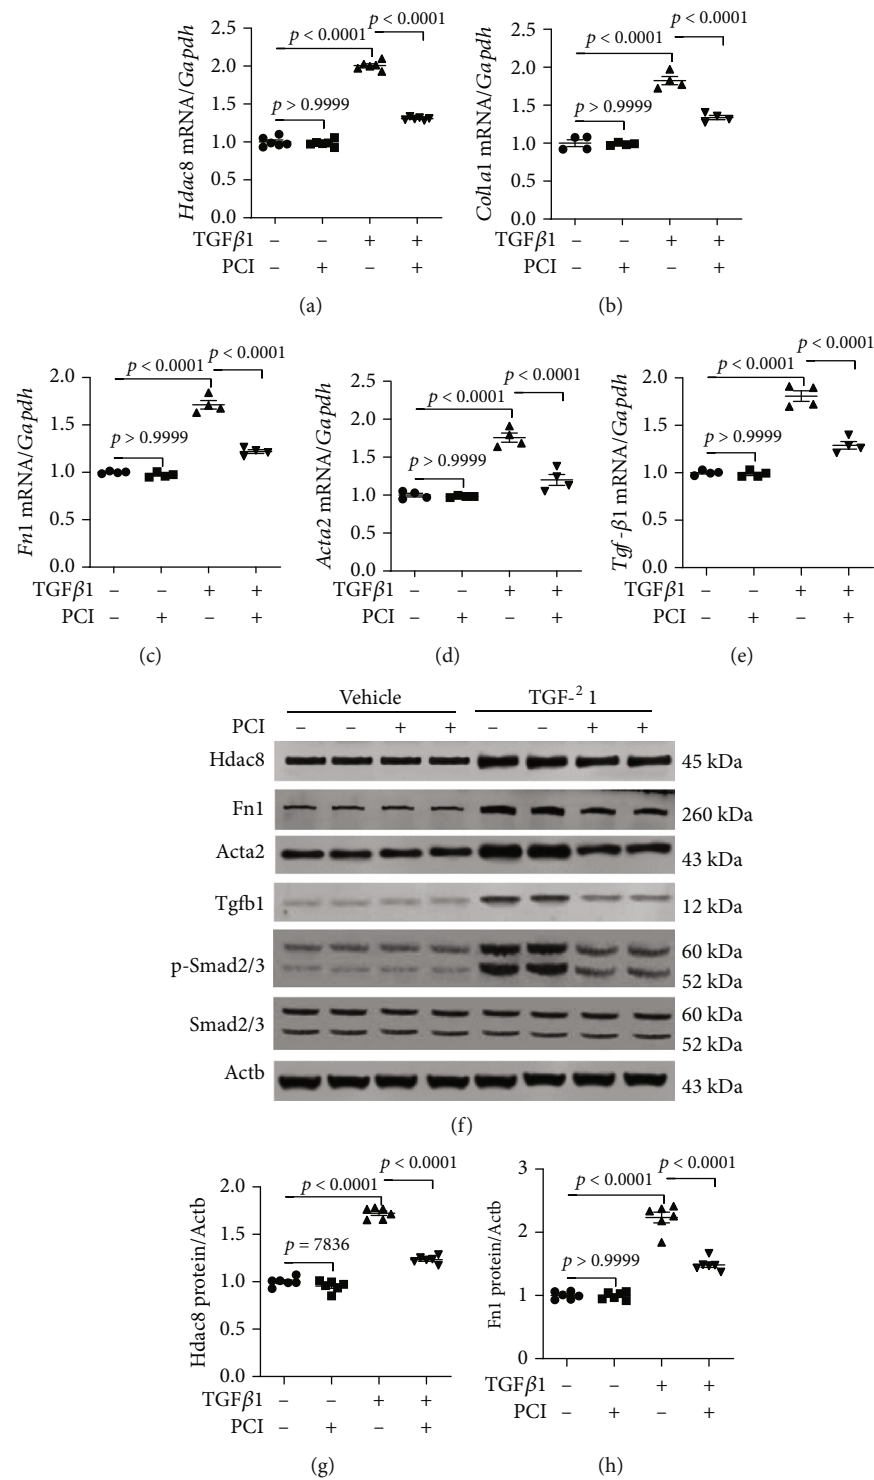 Hdac8 mRNA/Gapdh
2.5
2.0
1.5
1.0
0.5
0.0
p < 0.0001
p < 0.0001
p > 0.9999
TGFβ1 – – + +
PCI – + – +
(a)
Col1a1 mRNA/Gapdh
2.5
2.0
1.5
1.0
0.5
0.0
p < 0.0001
p < 0.0001
p > 0.9999
TGFβ1 – – + +
PCI – + – +
(b)
Fn1 mRNA/Gapdh
2.0
1.5
1.0
0.5
0.0
p < 0.0001
p < 0.0001
p > 0.9999
TGFβ1 – – + +
PCI – + – +
(c)
Acta2 mRNA/Gapdh
2.5
2.0
1.5
1.0
0.5
0.0
p < 0.0001
p < 0.0001
p > 0.9999
TGFβ1 – – + +
PCI – + – +
(d)
Tgf -β1 mRNA/Gapdh
2.0
1.5
1.0
0.5
0.0
p < 0.0001
p < 0.0001
p > 0.9999
TGFβ1 – – + +
PCI – + – +
(e)
Vehicle TGF-² 1
PCI – – + + – – + +
Hdac8 45 kDa
Fn1 260 kDa
Acta2 43 kDa
Tgfb1 12 kDa
60 kDa
p-Smad2/3
52 kDa
60 kDa
Smad2/3
52 kDa
Actb 43 kDa
(f)
Hdac8 protein/Actb
2.0
1.5
1.0
0.5
0.0
p < 0.0001
p < 0.0001
p = 7836
TGFβ1 – – + +
PCI – + – +
(g)
Fn1 protein/Actb
3
2
1
0
p < 0.0001
p < 0.0001
p > 0.9999
TGFβ1 – – + +
PCI – + – +
(h)